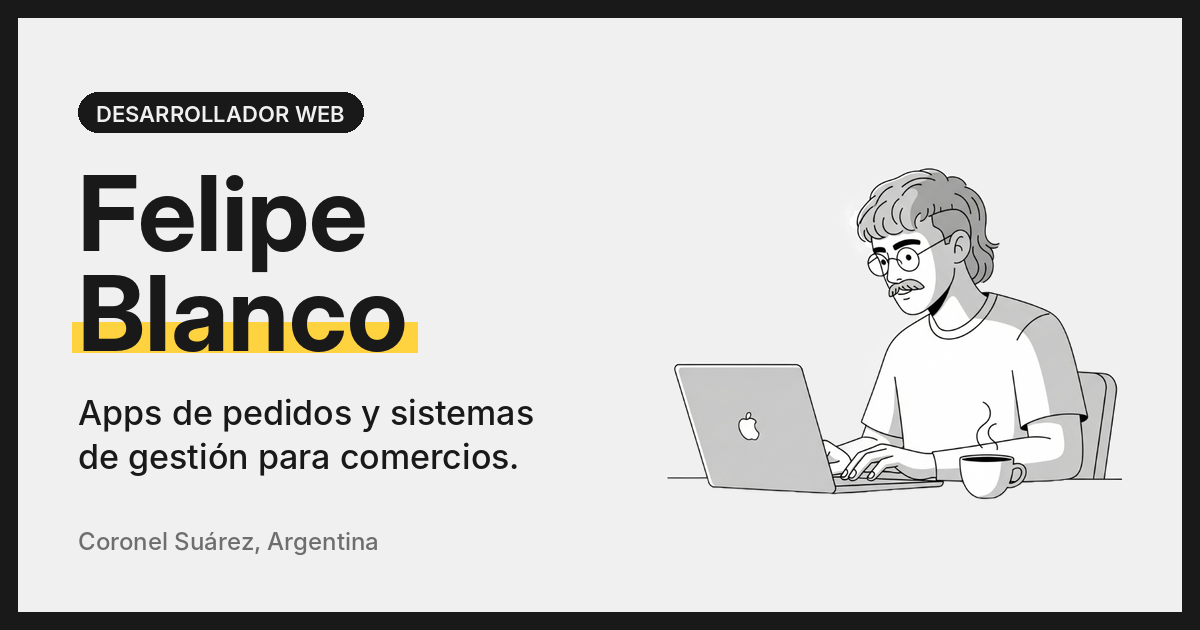 DESARROLLADOR WEB
Felipe
Blanco
Apps de pedidos y sistemas
de gestión para comercios.
Coronel Suárez, Argentina